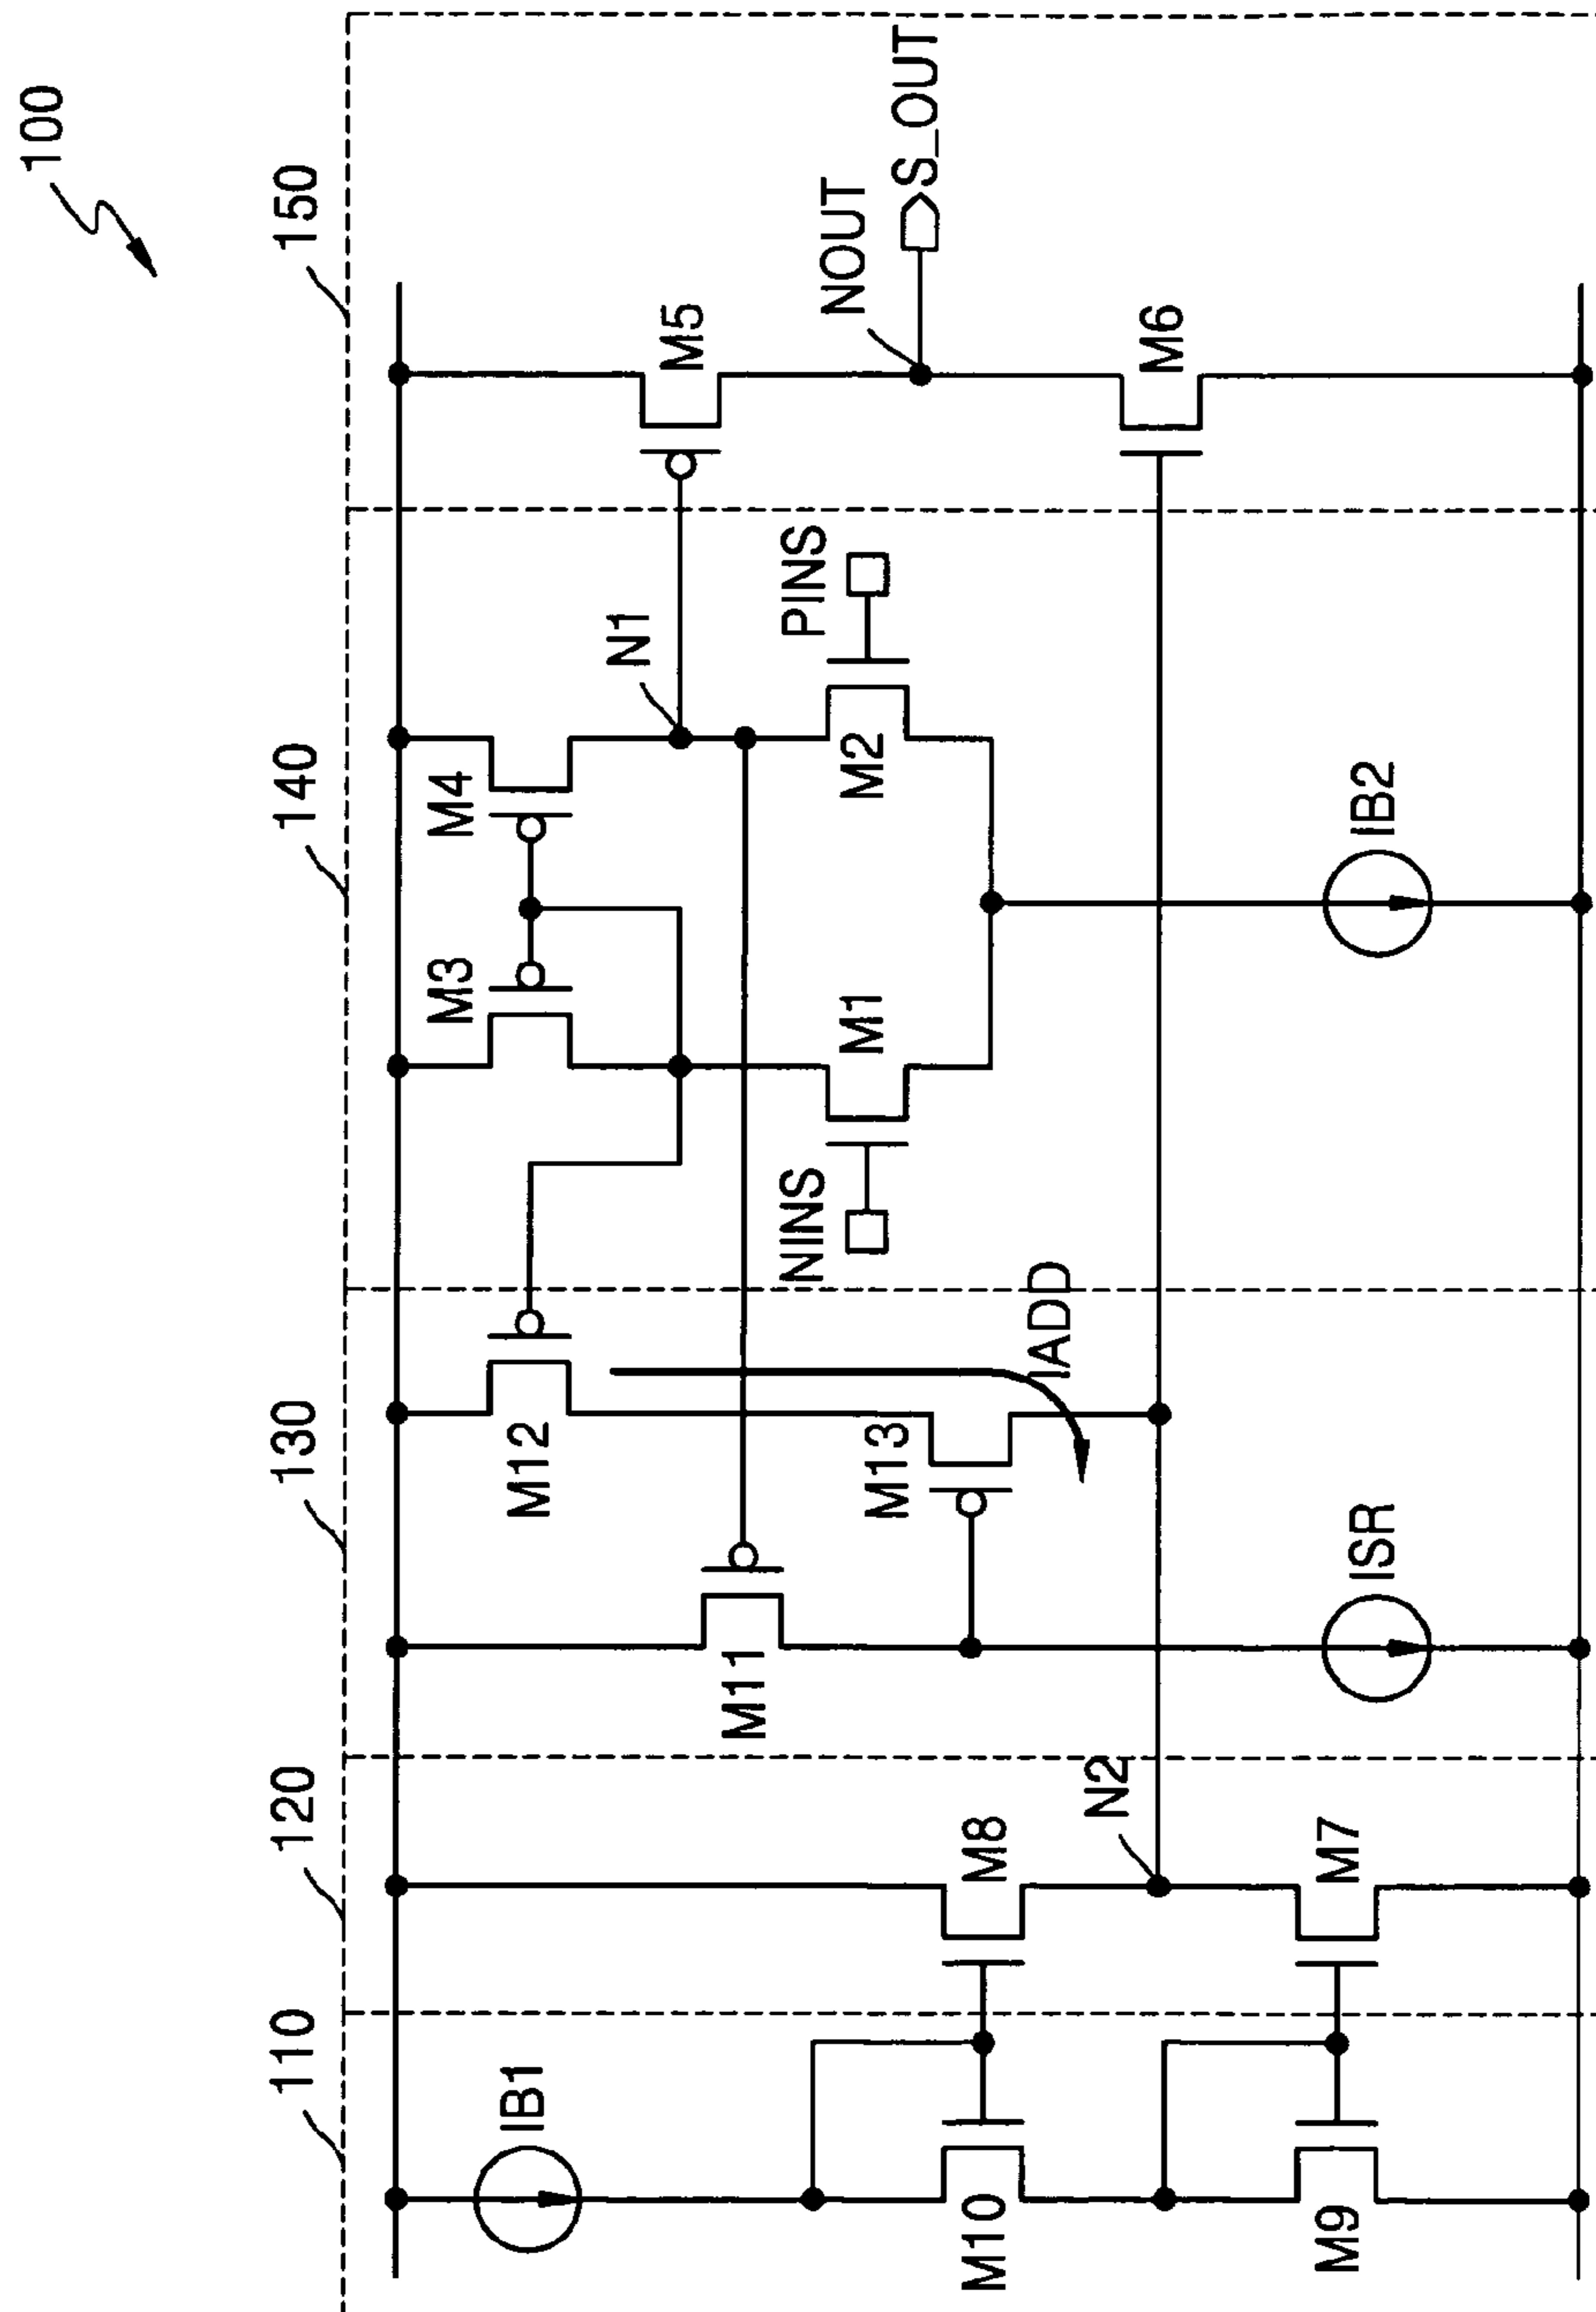 100
110
120
130
140
150
IB1
M10
M9
M8
N2
M7
M12
M11
M13
IADD
ISR
M3
M4
N1
NINS
M1
M2
PINS
IB2
M5
NOUT
S_OUT
M6